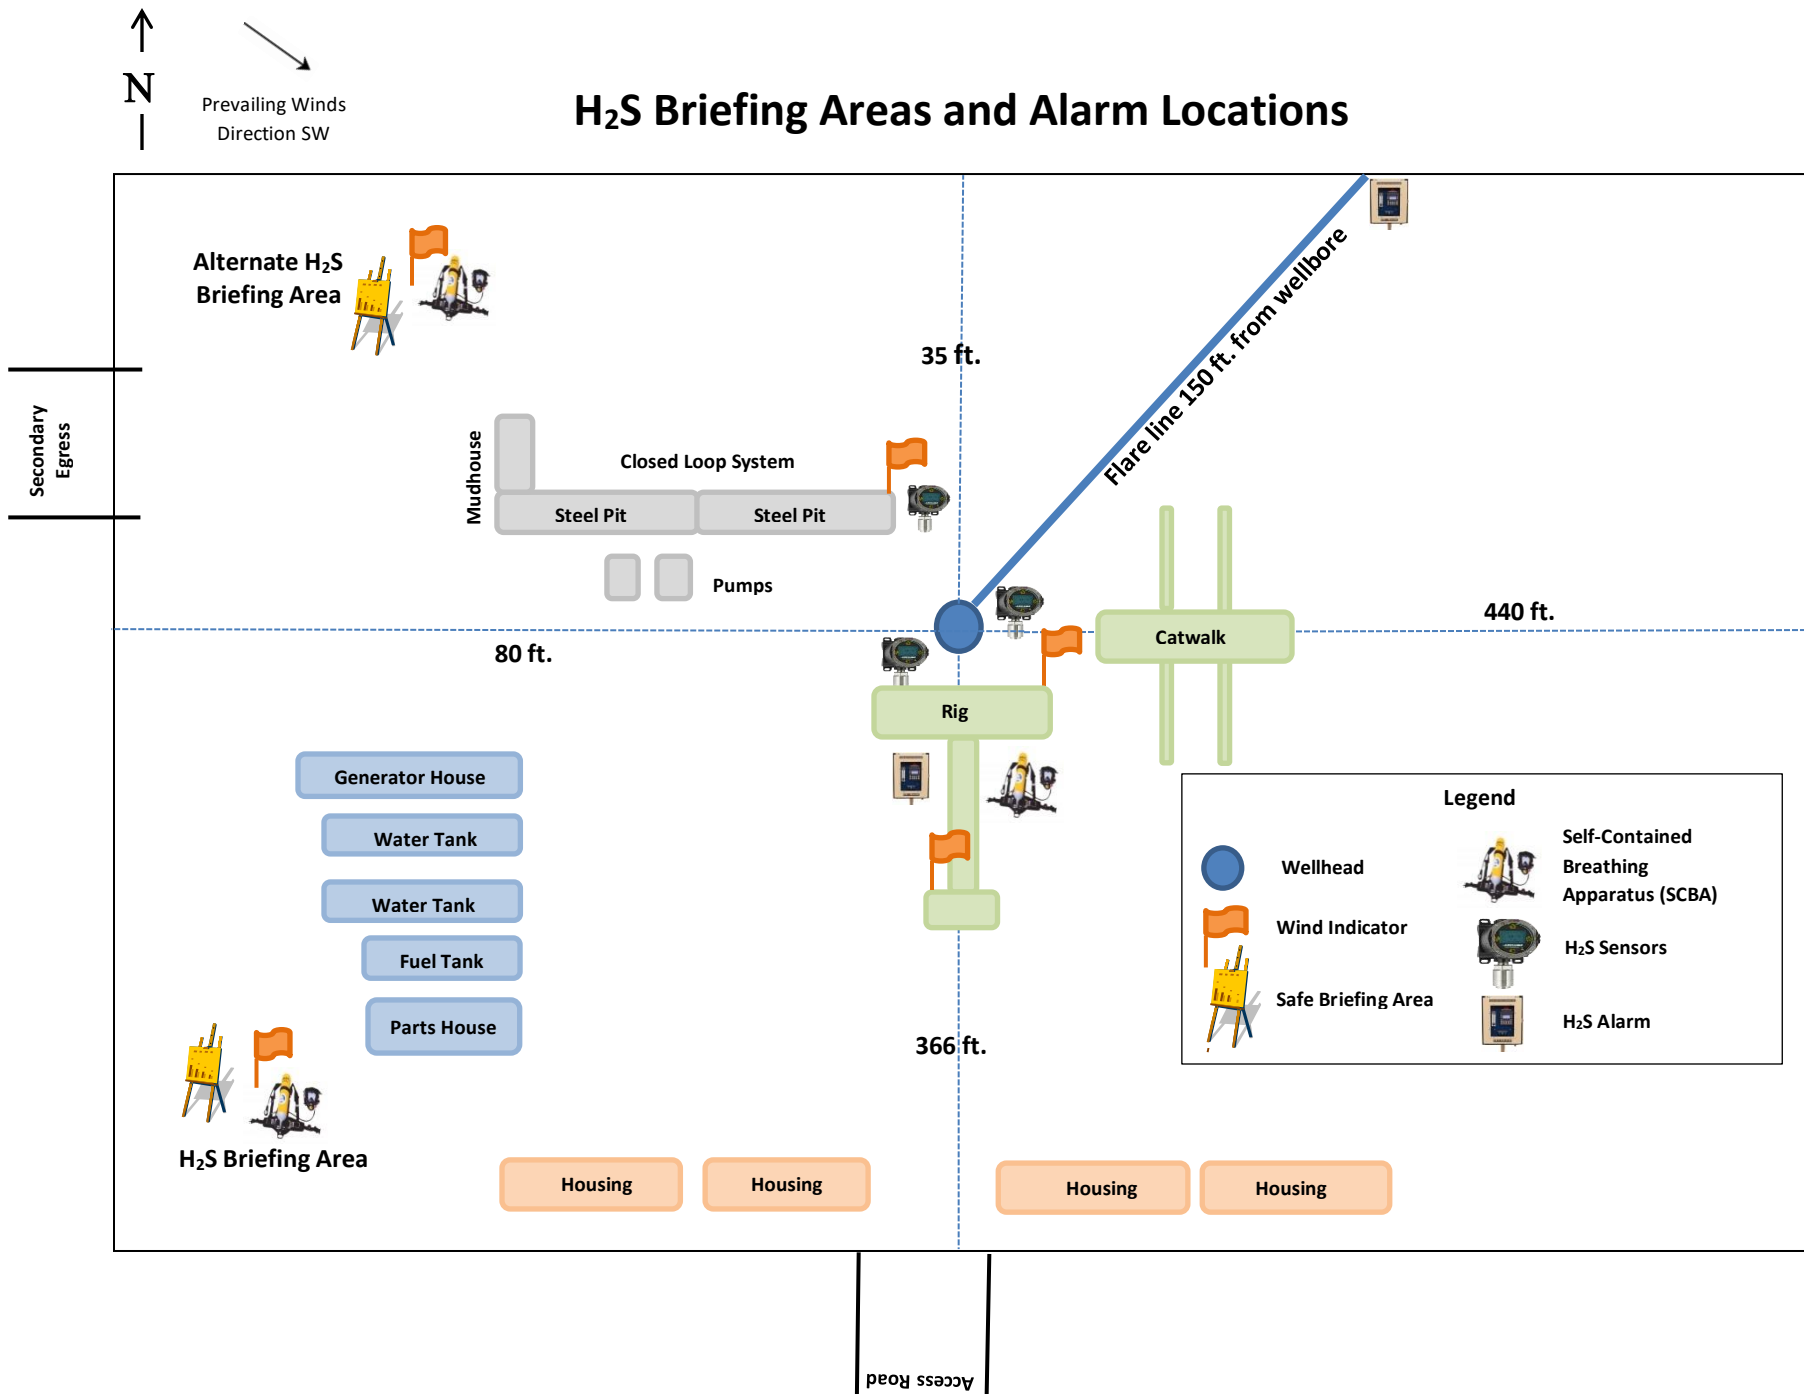 N
Prevailing Winds
Direction SW
H₂S Briefing Areas and Alarm Locations
Alternate H₂S
Briefing Area
35 ft.
Flare line 150 ft. from wellbore
Secondary
Egress
Mudhouse
Closed Loop System
Steel Pit
Steel Pit
Pumps
440 ft.
Catwalk
80 ft.
Rig
Generator House
Water Tank
Water Tank
Fuel Tank
Parts House
366 ft.
H₂S Briefing Area
Housing
Housing
Housing
Housing
Legend
Wellhead
Wind Indicator
Safe Briefing Area
Self-Contained
Breathing
Apparatus (SCBA)
H₂S Sensors
H₂S Alarm
Access Road